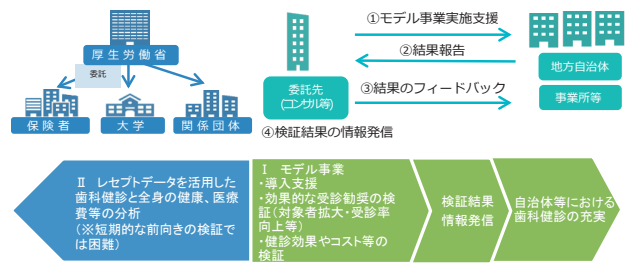 厚生労働省
委託
保険者
大学
関係団体
委託先
(コンサル等)
①モデル事業実施支援
②結果報告
③結果のフィードバック
④検証結果の情報発信
地方自治体
事業所等
Ⅱ　レセプトデータを活用した
歯科健診と全身の健康、医療
費等の分析
(※短期的な前向きの検証で
は困難)
Ⅰ　モデル事業
・導入支援
・効果的な受診勧奨の検
証(対象者拡大・受診率
向上等)
・健診効果やコスト等の
検証
検証結果
情報発信
自治体等における
歯科健診の充実